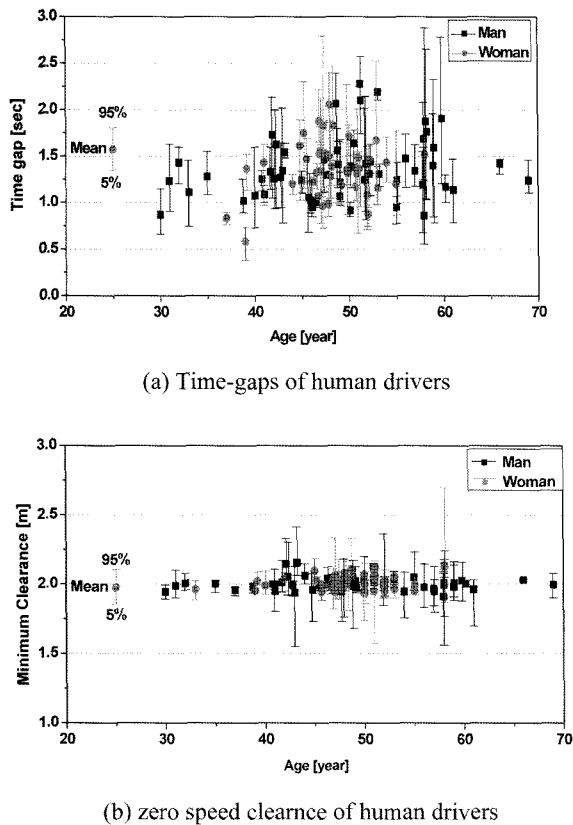 3.0
Man
Woman
2.5
2.0
95%
Mean
1.5
5%
1.0
0.5
0.0
Time gap [sec]
20 30 40 50 60 70
Age [year]
(a) Time-gaps of human drivers
3.0
Man
Woman
2.5
95%
Mean
2.0
5%
1.5
1.0
Minimum Clearance [m]
20 30 40 50 60 70
Age [year]
(b) zero speed clearnce of human drivers